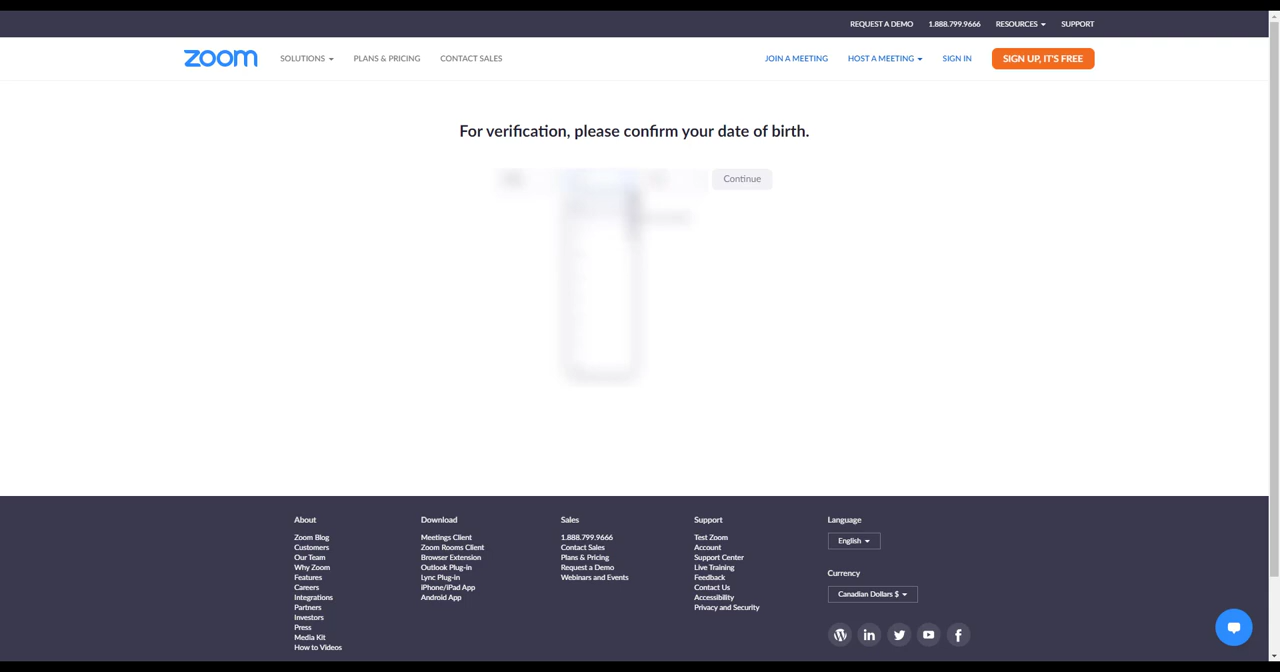 REQUEST A DEMO 1.888.799.9666 RESOURCES SUPPORT
zoom SOLUTIONS PLANS & PRICING CONTACT SALES JOIN A MEETING HOST A MEETING SIGN IN SIGN UP, IT'S FREE
For verification, please confirm your date of birth.
Continue
About
Zoom Blog
Customers
Our Team
Why Zoom
Features
Careers
Integrations
Partners
Investors
Press
Media Kit
How to Videos
Download
Meetings Client
Zoom Rooms Client
Browser Extension
Outlook Plug-in
Lync Plug-in
iPhone/iPad App
Android App
Sales
1.888.799.9666
Contact Sales
Plans & Pricing
Request a Demo
Webinars and Events
Support
Test Zoom
Account
Support Center
Live Training
Feedback
Contact Us
Accessibility
Privacy and Security
Language
English
Currency
Canadian Dollars $